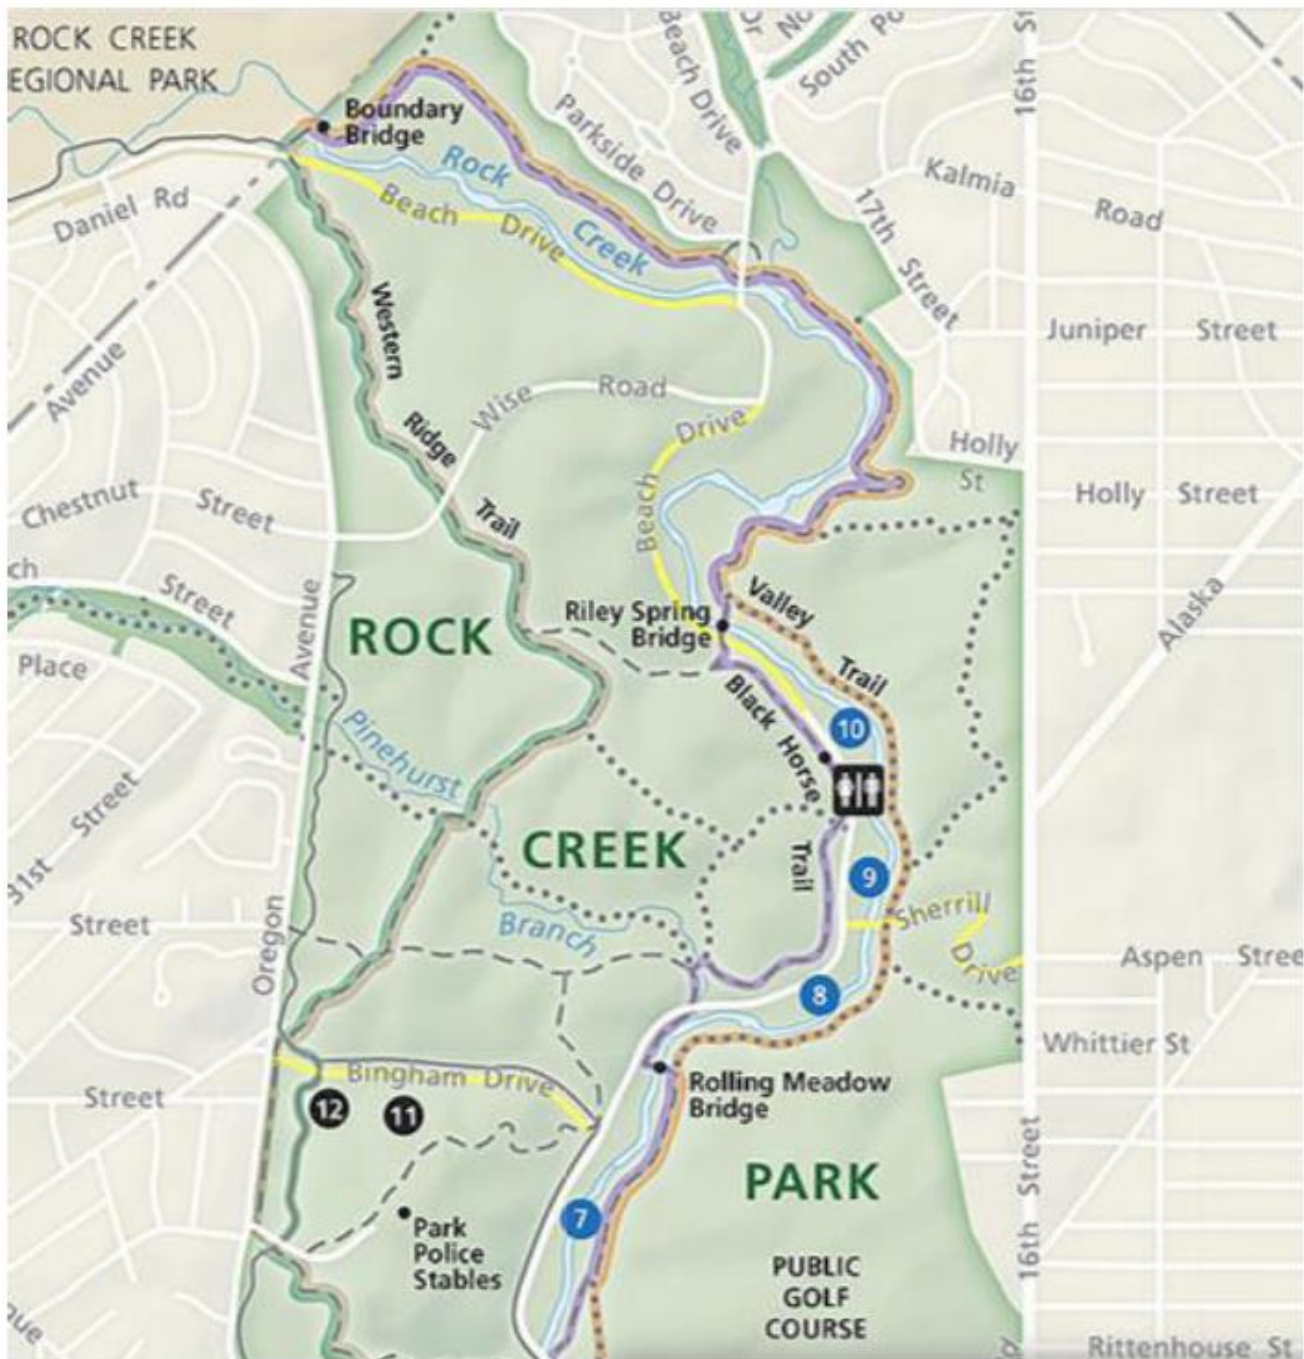 ROCK CREEK
EGIONAL PARK
Boundary
Bridge
Beach Drive
Dr
No
South Po
16th St
Parkside Drive
Rock
Creek
Beach Drive
Daniel Rd
Kalmia
Road
17th Street
Western
Ridge
Trail
Avenue
Juniper Street
Wise Road
Drive
Beach
Holly
St
Holly Street
Chestnut Street
ch
Street
Avenue
Place
ROCK
Riley Spring
Bridge
Valley
Trail
Alaska
Black Horse
Trail
10
Pinehurst
Branch
31st Street
CREEK
9
Sherrill
Drive
Street
Oregon
Aspen Stree
8
Whittier St
Bingham Drive
Street
12
11
Rolling Meadow
Bridge
PARK
7
Park
Police
Stables
PUBLIC
GOLF
COURSE
16th Street
Rittenhouse St